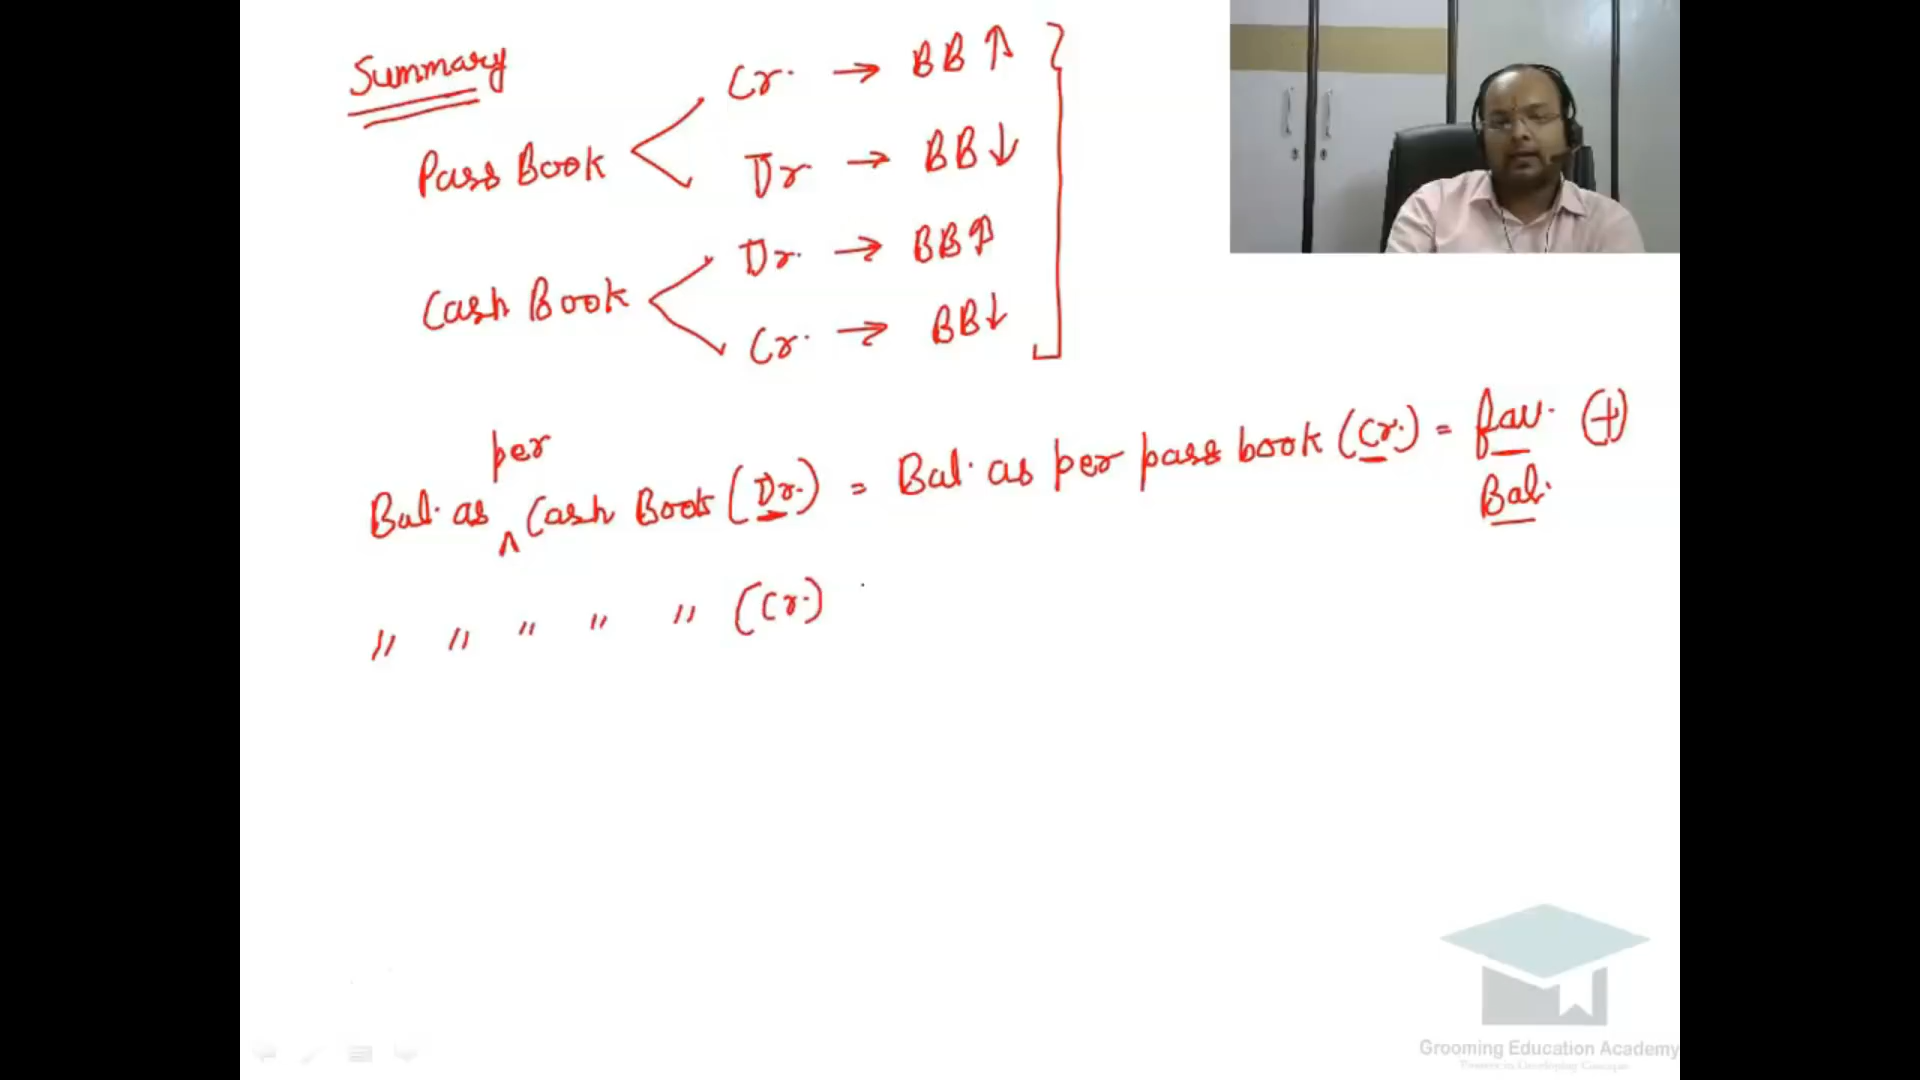 Summary
Pass Book
Cr. → BB ↑
Dr → BB ↓
Cash Book
Dr. → BB ↑
Cr. → BB ↓
Bal. as per Cash Book (Dr.) = Bal. as per pass book (Cr.) = fav. (+)
Bal.
" " " " " (Cr.)
Grooming Education Academy